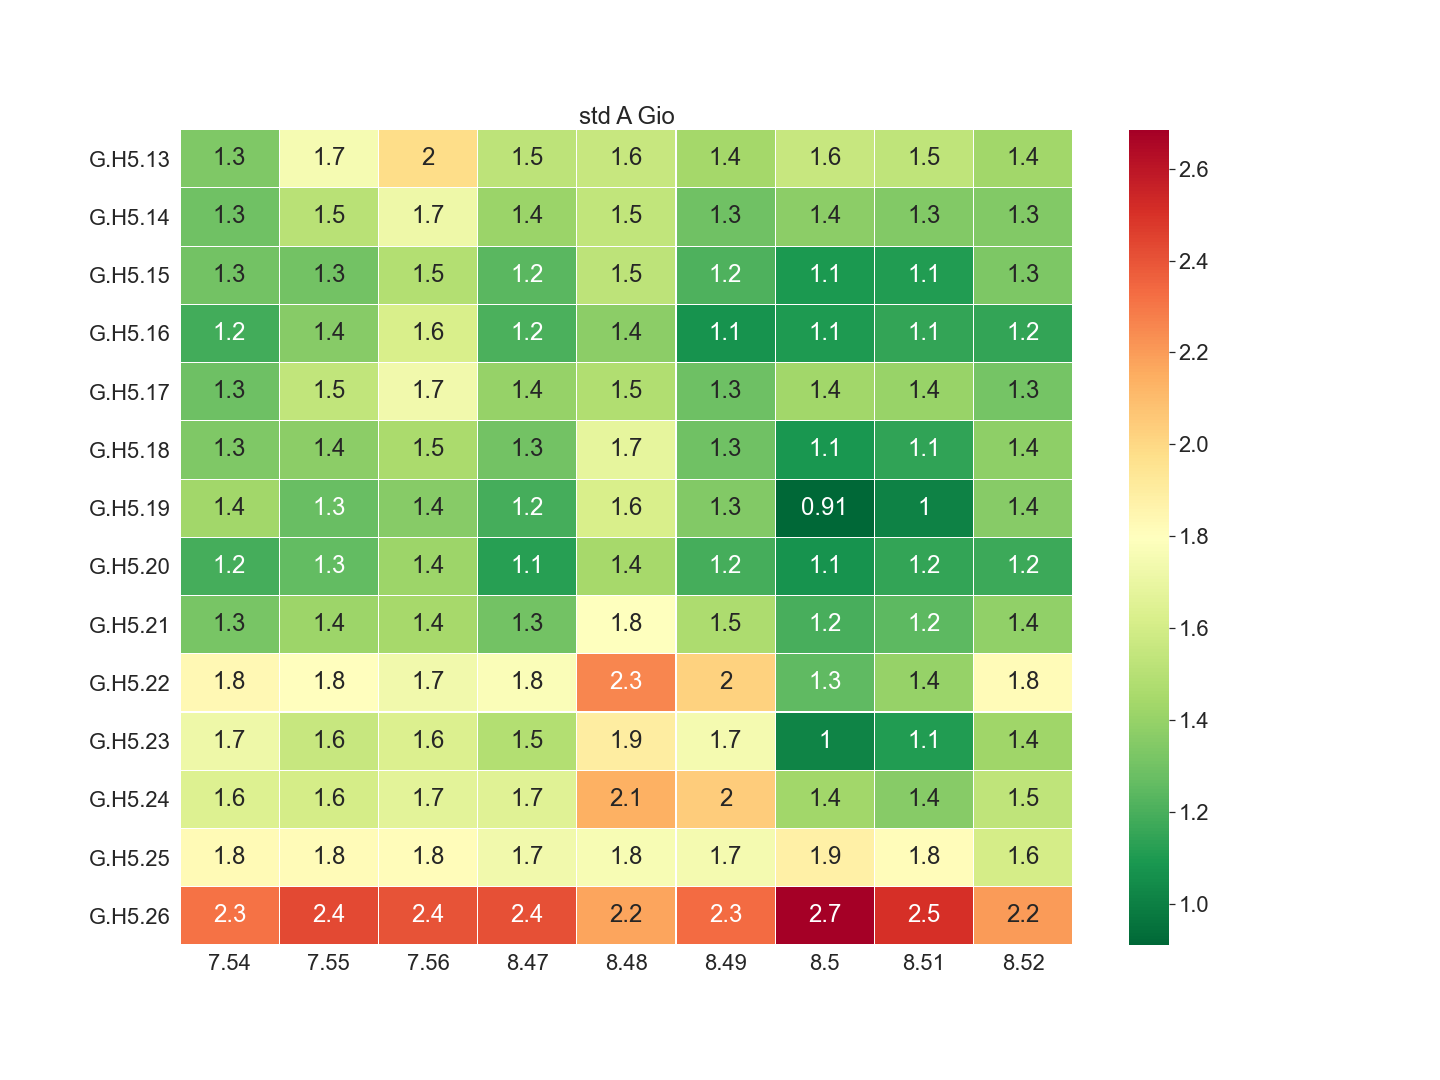 std A Gio
G.H5.13 1.3 1.7 2 1.5 1.6 1.4 1.6 1.5 1.4
G.H5.14 1.3 1.5 1.7 1.4 1.5 1.3 1.4 1.3 1.3
G.H5.15 1.3 1.3 1.5 1.2 1.5 1.2 1.1 1.1 1.3
G.H5.16 1.2 1.4 1.6 1.2 1.4 1.1 1.1 1.1 1.2
G.H5.17 1.3 1.5 1.7 1.4 1.5 1.3 1.4 1.4 1.3
G.H5.18 1.3 1.4 1.5 1.3 1.7 1.3 1.1 1.1 1.4
G.H5.19 1.4 1.3 1.4 1.2 1.6 1.3 0.91 1 1.4
G.H5.20 1.2 1.3 1.4 1.1 1.4 1.2 1.1 1.2 1.2
G.H5.21 1.3 1.4 1.4 1.3 1.8 1.5 1.2 1.2 1.4
G.H5.22 1.8 1.8 1.7 1.8 2.3 2 1.3 1.4 1.8
G.H5.23 1.7 1.6 1.6 1.5 1.9 1.7 1 1.1 1.4
G.H5.24 1.6 1.6 1.7 1.7 2.1 2 1.4 1.4 1.5
G.H5.25 1.8 1.8 1.8 1.7 1.8 1.7 1.9 1.8 1.6
G.H5.26 2.3 2.4 2.4 2.4 2.2 2.3 2.7 2.5 2.2
7.54 7.55 7.56 8.47 8.48 8.49 8.5 8.51 8.52
2.6
2.4
2.2
2.0
1.8
1.6
1.4
1.2
1.0